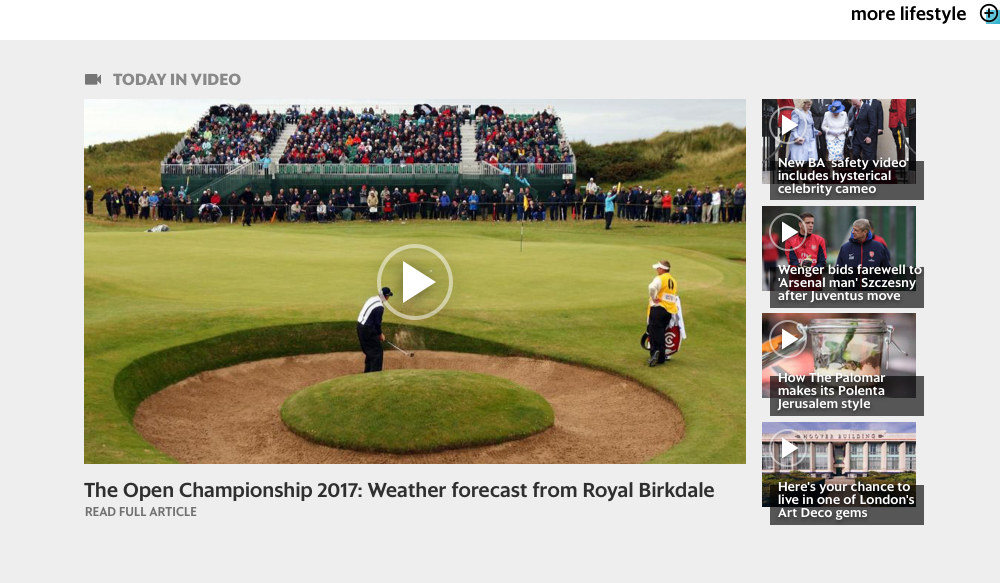 more lifestyle
TODAY IN VIDEO
New BA 'safety video'
includes hysterical
celebrity cameo
Wenger bids farewell to
'Arsenal man' Szczesny
after Juventus move
How The Palomar
makes its Polenta
Jerusalem style
HOOVER BUILDING
Here's your chance to
live in one of London's
Art Deco gems
The Open Championship 2017: Weather forecast from Royal Birkdale
READ FULL ARTICLE